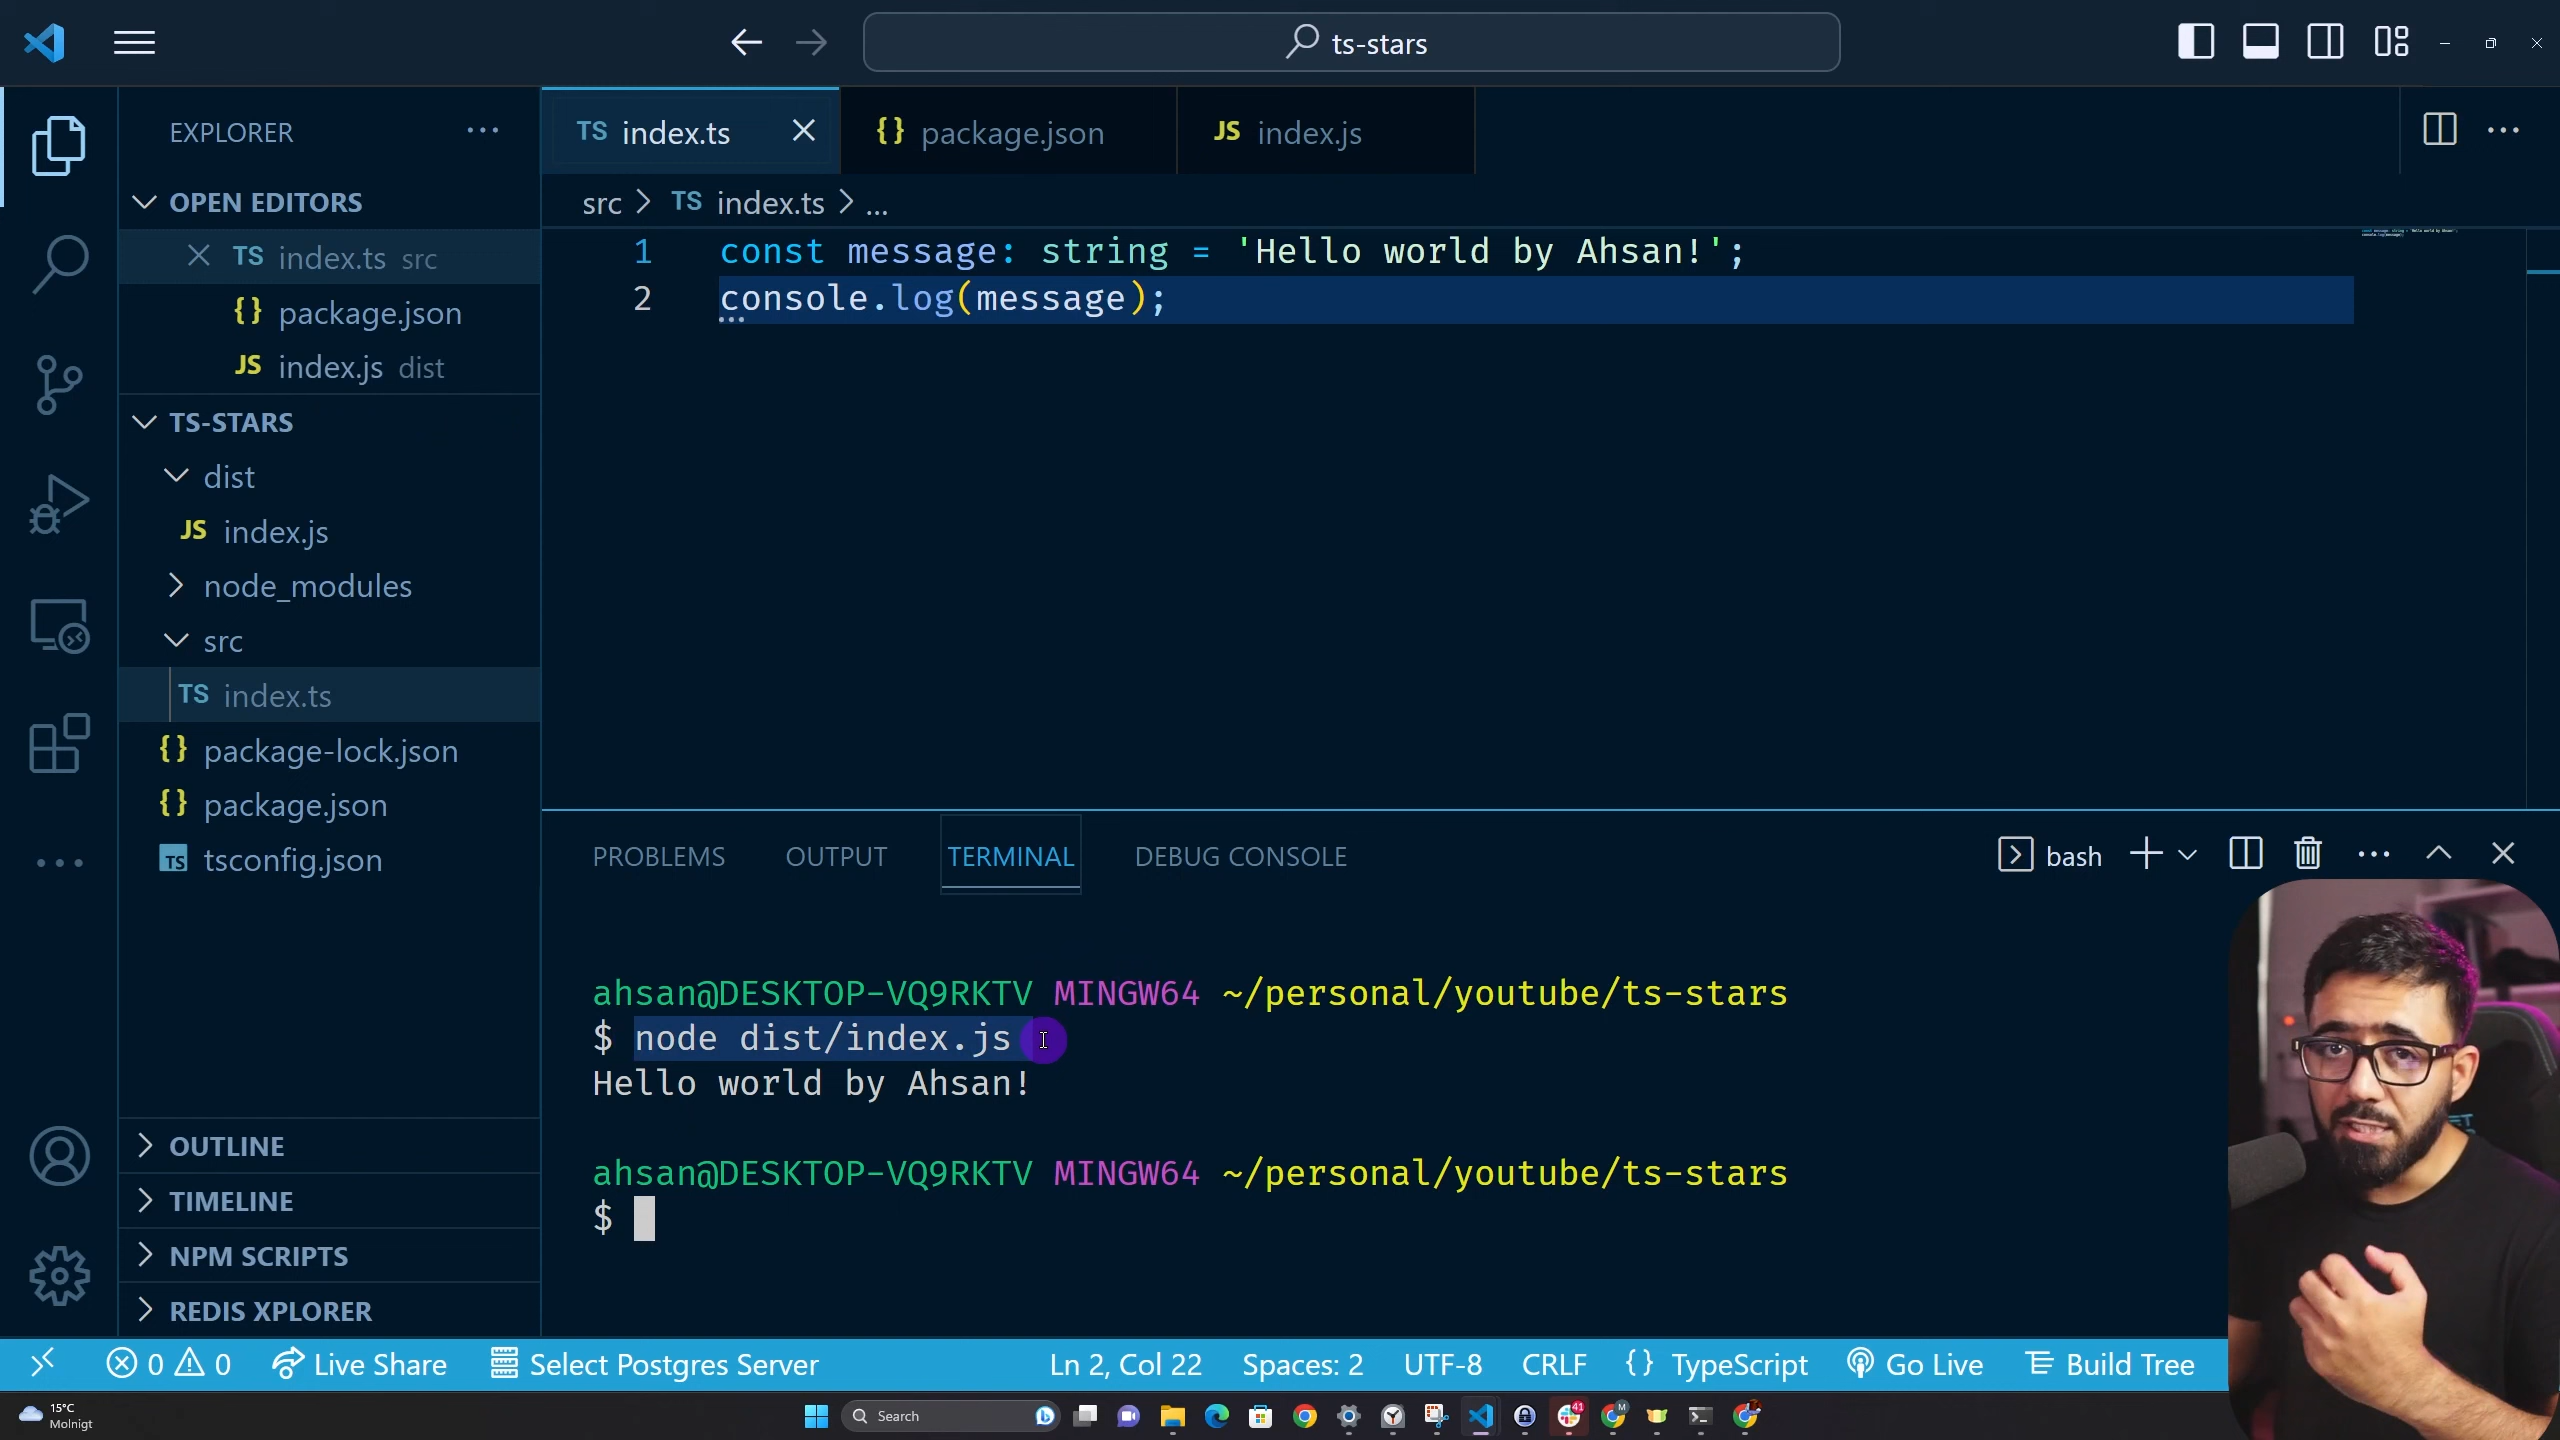 ts-stars
EXPLORER
TS index.ts
{} package.json
JS index.js
OPEN EDITORS
src > TS index.ts > ...
TS index.ts src
{} package.json
JS index.js dist
1 const message: string = 'Hello world by Ahsan!';
2 console.log(message);
TS-STARS
dist
JS index.js
node_modules
src
TS index.ts
{} package-lock.json
{} package.json
TS tsconfig.json
PROBLEMS OUTPUT TERMINAL DEBUG CONSOLE
bash
ahsan@DESKTOP-VQ9RKTV MINGW64 ~/personal/youtube/ts-stars
$ node dist/index.js
Hello world by Ahsan!
ahsan@DESKTOP-VQ9RKTV MINGW64 ~/personal/youtube/ts-stars
$
OUTLINE
TIMELINE
NPM SCRIPTS
REDIS XPLORER
0 0 Live Share Select Postgres Server Ln 2, Col 22 Spaces: 2 UTF-8 CRLF {} TypeScript Go Live Build Tree
15°C
Molnigt
Search
41
M